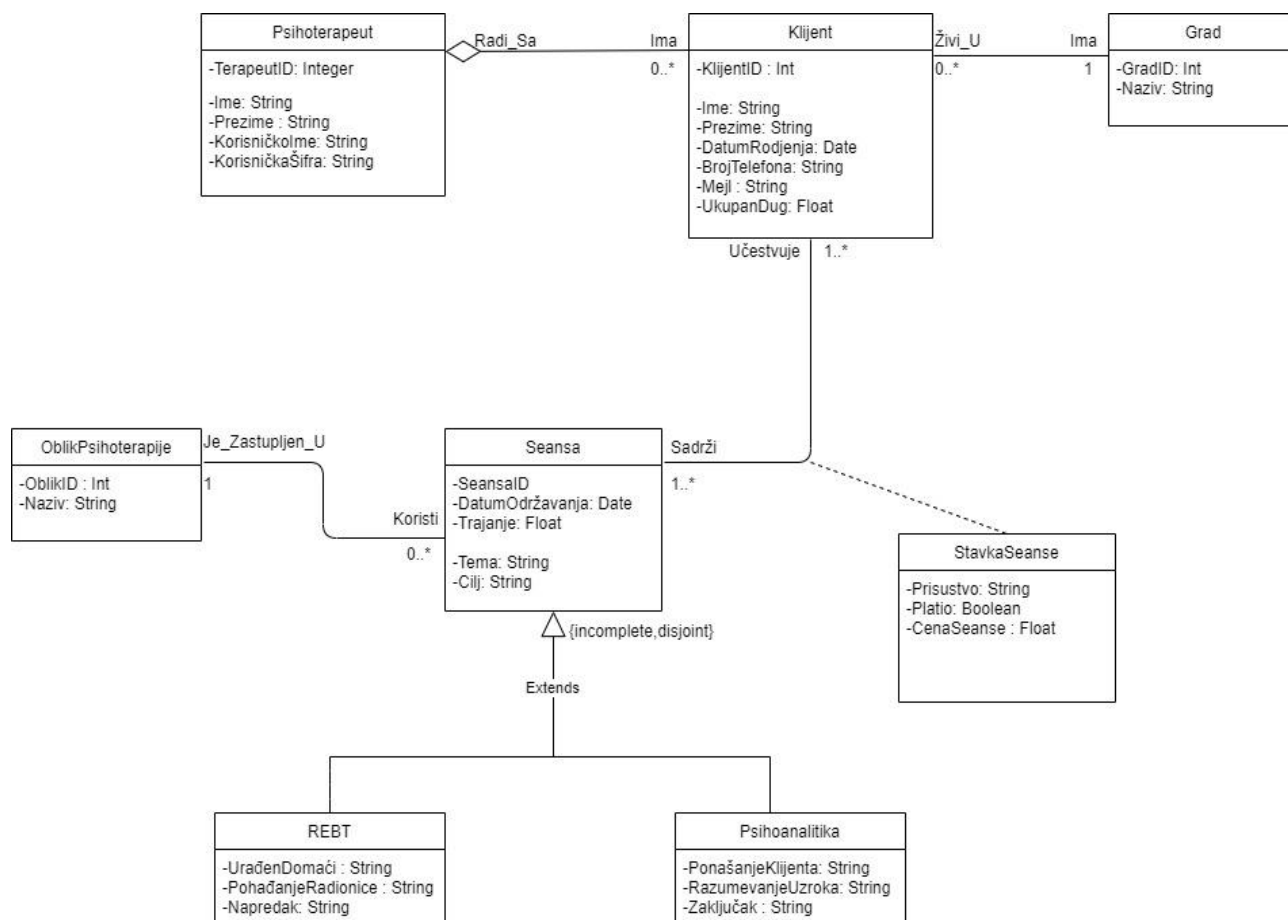 Psihoterapeut
-TerapeutID: Integer
-Ime: String
-Prezime : String
-KorisničkoIme: String
-KorisničkaŠifra: String
Radi_Sa
Ima
0..*
Klijent
-KlijentID : Int
-Ime: String
-Prezime: String
-DatumRodjenja: Date
-BrojTelefona: String
-Mejl : String
-UkupanDug: Float
Živi_U
0..*
Ima
1
Grad
-GradID: Int
-Naziv: String
Učestvuje
1..*
OblikPsihoterapije
-OblikID : Int
-Naziv: String
Je_Zastupljen_U
1
Koristi
0..*
Seansa
-SeansaID
-DatumOdržavanja: Date
-Trajanje: Float
-Tema: String
-Cilj: String
Sadrži
1..*
StavkaSeanse
-Prisustvo: String
-Platio: Boolean
-CenaSeanse : Float
{incomplete,disjoint}
Extends
REBT
-UrađenDomaći : String
-PohađanjeRadionice : String
-Napredak: String
Psihoanalitika
-PonašanjeKlijenta: String
-RazumevanjeUzroka: String
-Zaključak : String